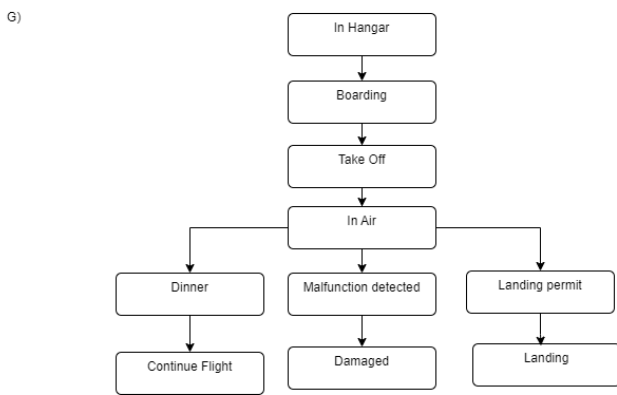 G)
In Hangar
Boarding
Take Off
In Air
Dinner
Malfunction detected
Landing permit
Continue Flight
Damaged
Landing